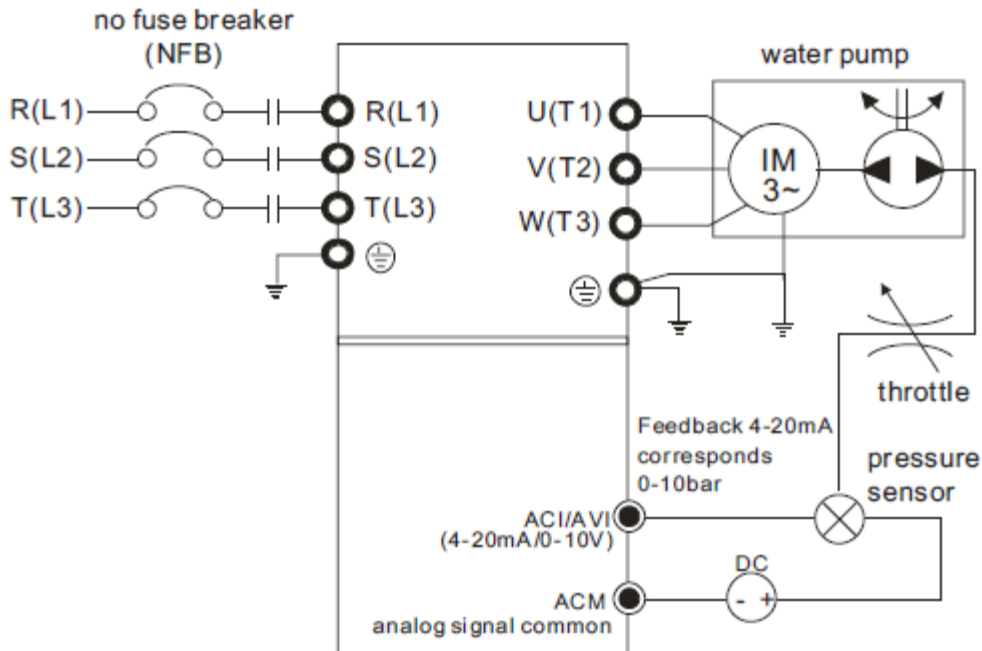 no fuse breaker
(NFB)
water pump
R(L1)
R(L1)
U(T1)
S(L2)
S(L2)
V(T2)
IM
3~
T(L3)
T(L3)
W(T3)
throttle
Feedback 4-20mA
corresponds
0-10bar
pressure
sensor
ACI/AVI
(4-20mA/0-10V)
DC
- +
ACM
analog signal common